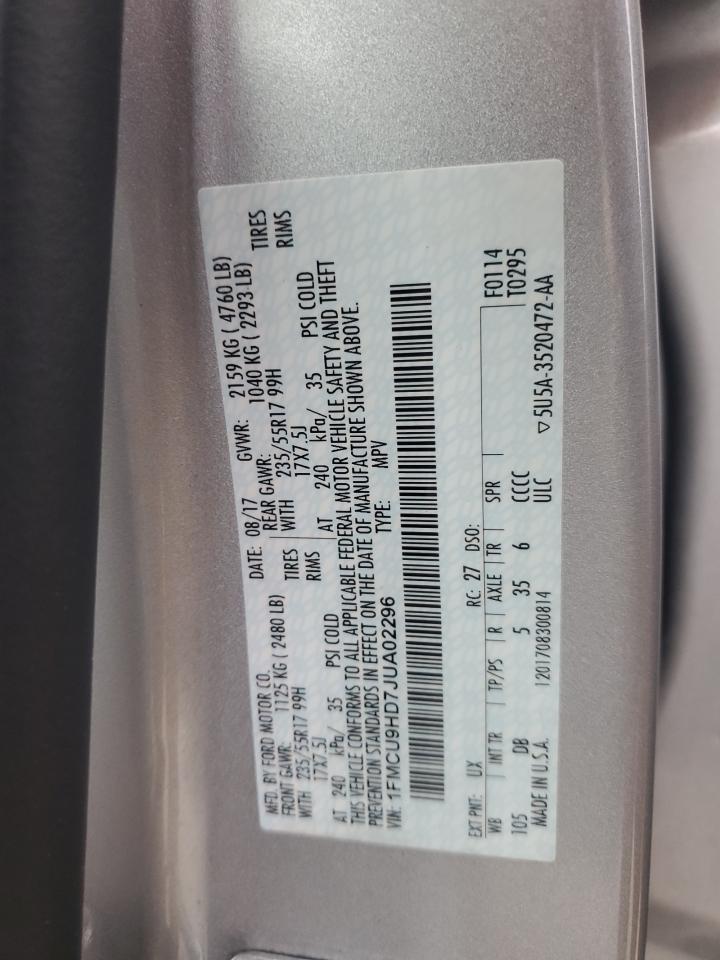 MFD. BY FORD MOTOR CO.
DATE: 08/17 GVWR: 2159 KG ( 4760 LB)
FRONT GAWR: 1125 KG ( 2480 LB)
REAR GAWR: 1040 KG ( 2293 LB)
WITH 235/55R17 99H TIRES
WITH 235/55R17 99H TIRES
17X7.5J RIMS
17X7.5J RIMS
AT 240 kPa/ 35 PSI COLD
AT 240 kPa/ 35 PSI COLD
THIS VEHICLE CONFORMS TO ALL APPLICABLE FEDERAL MOTOR VEHICLE SAFETY AND THEFT
PREVENTION STANDARDS IN EFFECT ON THE DATE OF MANUFACTURE SHOWN ABOVE.
VIN: 1FMCU9HD7JUA02296 TYPE: MPV
EXT PNT: UX RC: 27 DSO:
WB INT TR TP/PS R AXLE TR SPR F0114
105 DB 5 35 6 CCCC T0295
MADE IN U.S.A. 1201708300814 ULC ▽5U5A-3520472-AA